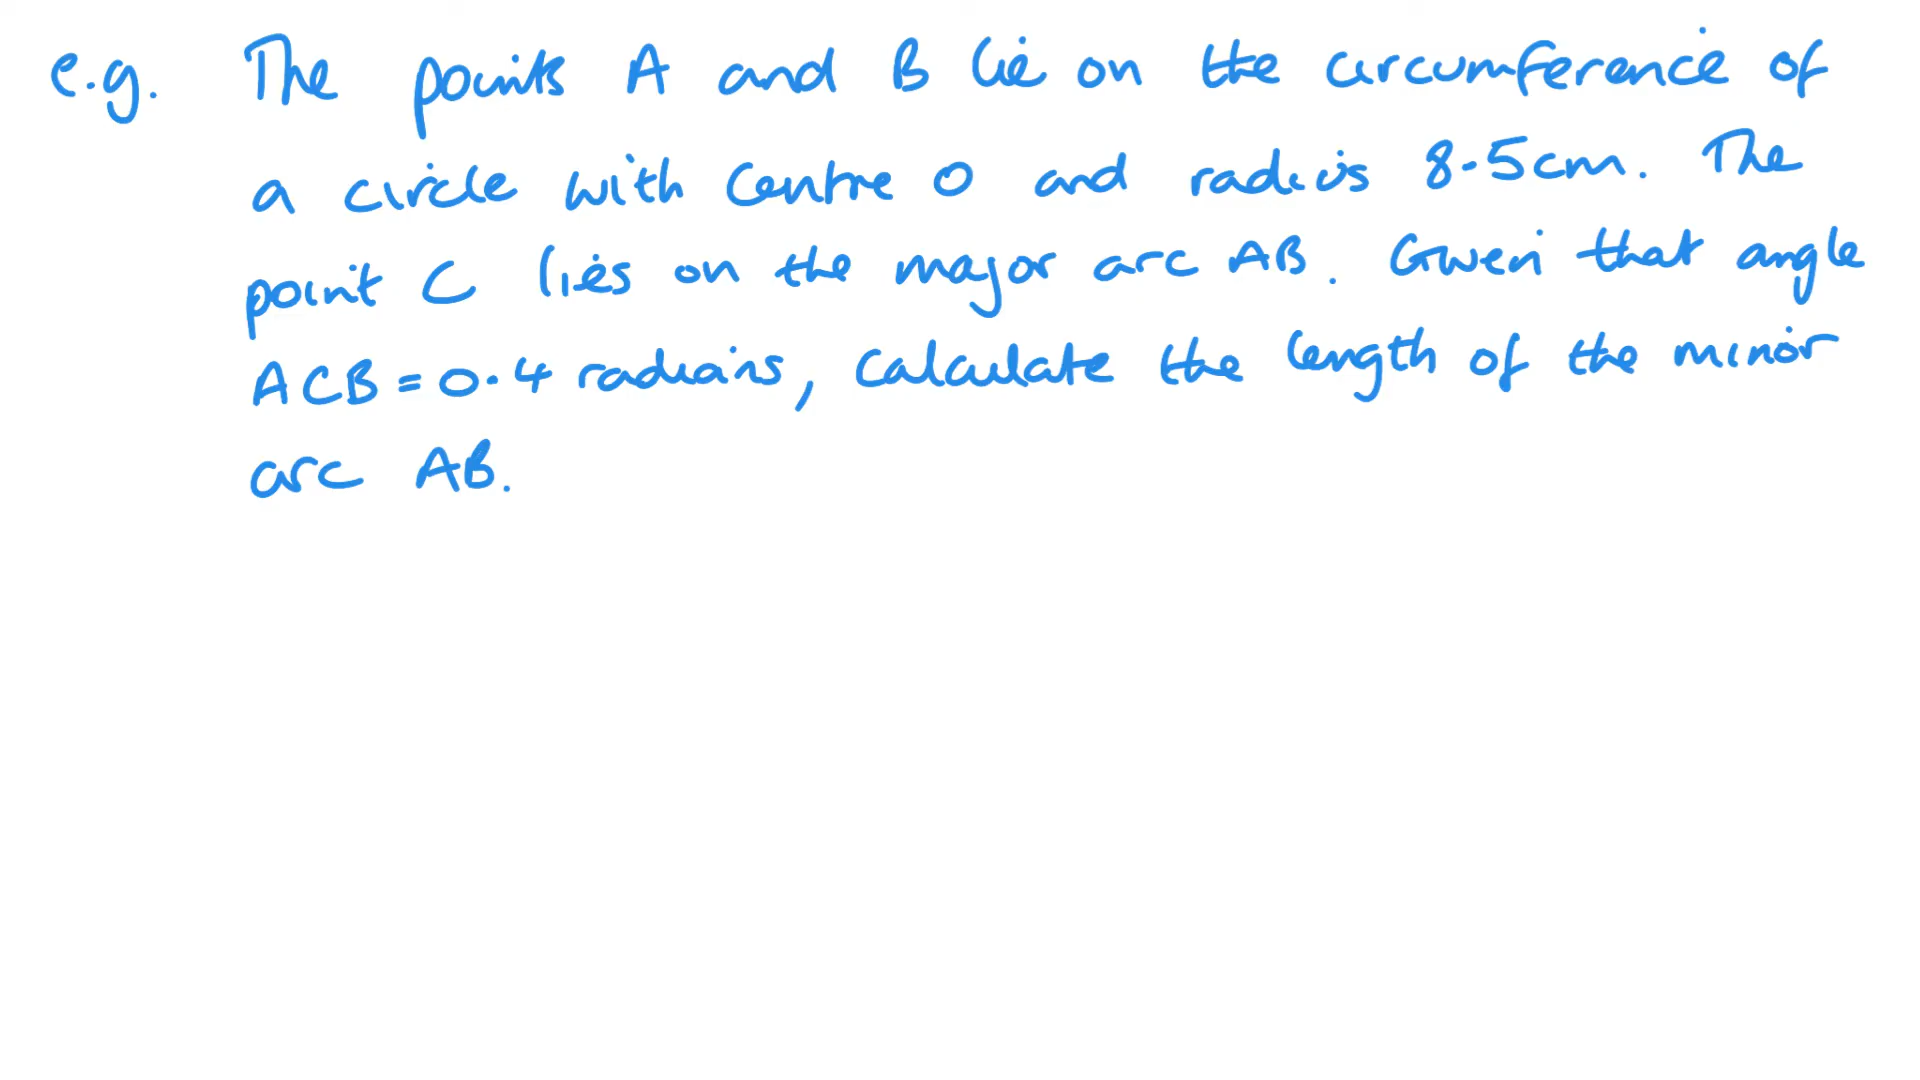 e.g. The points A and B lie on the circumference of
a circle with centre O and radius 8.5cm. The
point C lies on the major arc AB. Given that angle
ACB = 0.4 radians, calculate the length of the minor
arc AB.